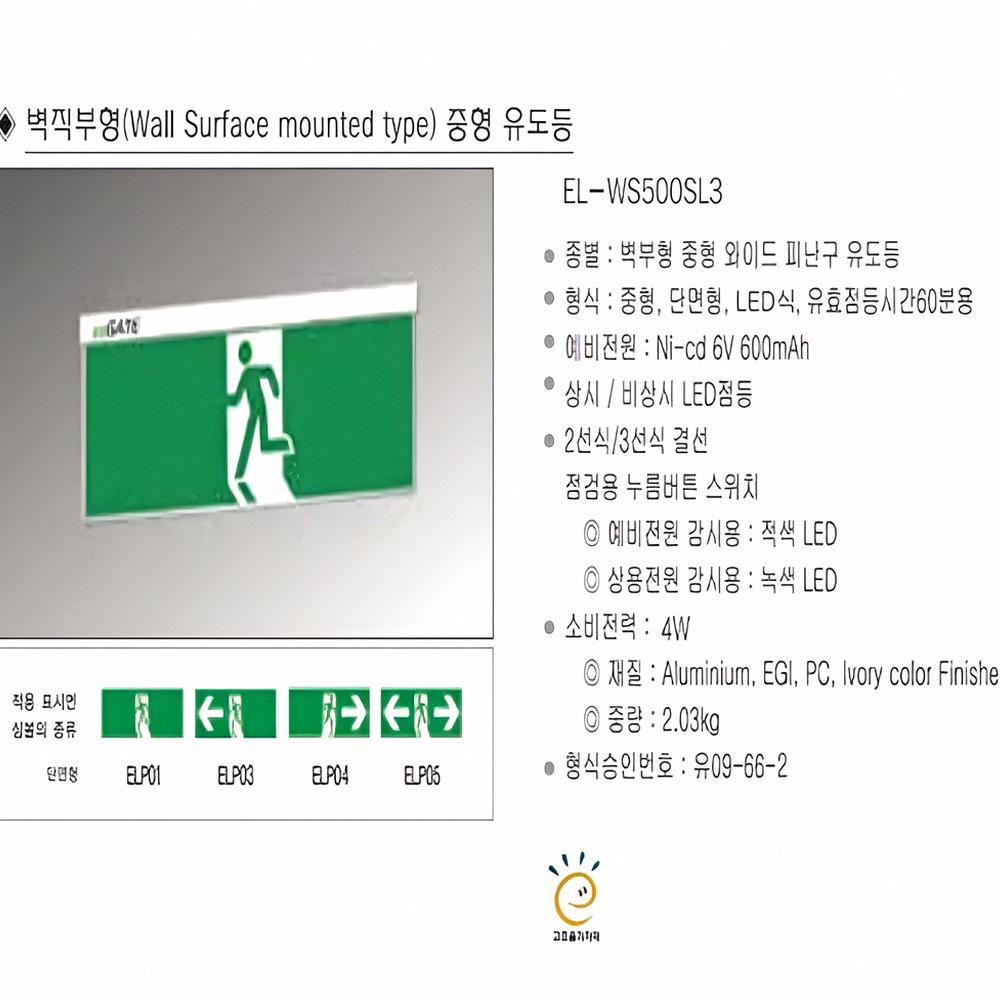 벽직부형(Wall Surface mounted type) 중형 유도등
EL-WS500SL3
종별 : 벽부형 중형 와이드 피난구 유도등
형식 : 중형, 단면형, LED식, 유효점등시간60분용
예비전원 : Ni-cd 6V 600mAh
상시 / 비상시 LED점등
2선식/3선식 결선
점검용 누름버튼 스위치
◎ 예비전원 감시용 : 적색 LED
◎ 상용전원 감시용 : 녹색 LED
소비전력 : 4W
◎ 재질 : Aluminium, EGI, PC, Ivory color Finishe
◎ 중량 : 2.03kg
형식승인번호 : 유09-66-2
적용 표시면
심볼의 종류
단면형 ELP01 ELP03 ELP04 ELP05